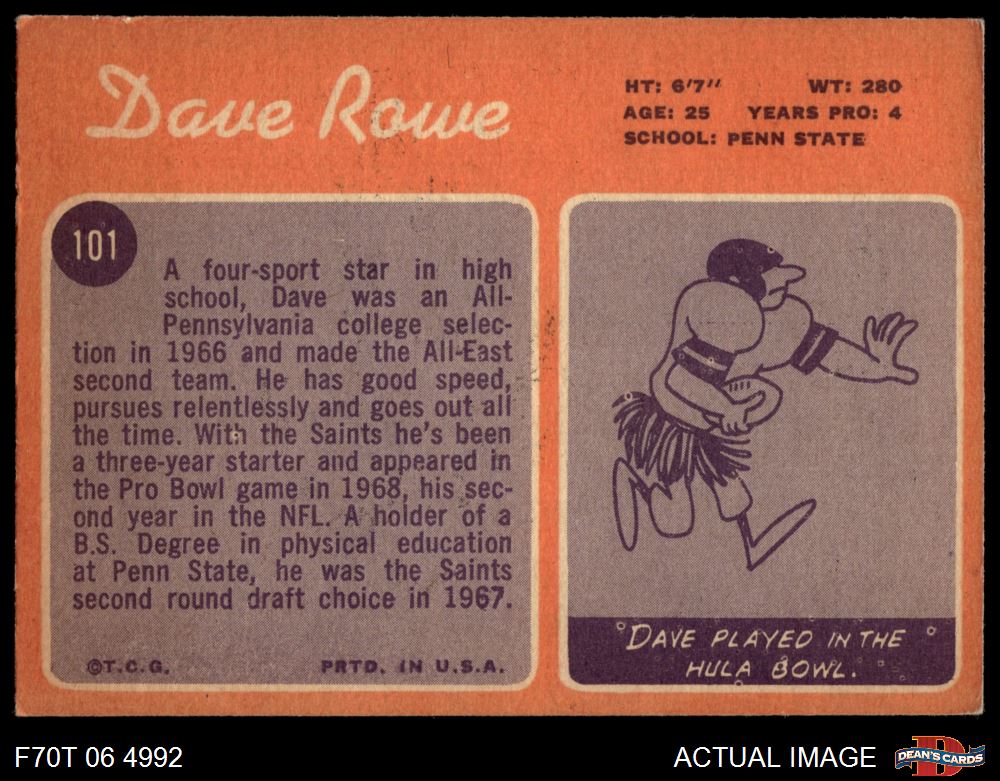 Dave Rowe
HT: 6'7" WT: 280
AGE: 25 YEARS PRO: 4
SCHOOL: PENN STATE
101
A four-sport star in high
school, Dave was an All-
Pennsylvania college selec-
tion in 1966 and made the All-East
second team. He has good speed,
pursues relentlessly and goes out all
the time. With the Saints he's been
a three-year starter and appeared in
the Pro Bowl game in 1968, his sec-
ond year in the NFL. A holder of a
B.S. Degree in physical education
at Penn State, he was the Saints
second round draft choice in 1967.
©T.C.G. PRTD. IN U.S.A.
DAVE PLAYED IN THE
HULA BOWL.
F70T 06 4992
ACTUAL IMAGE
D
DEAN'S CARDS